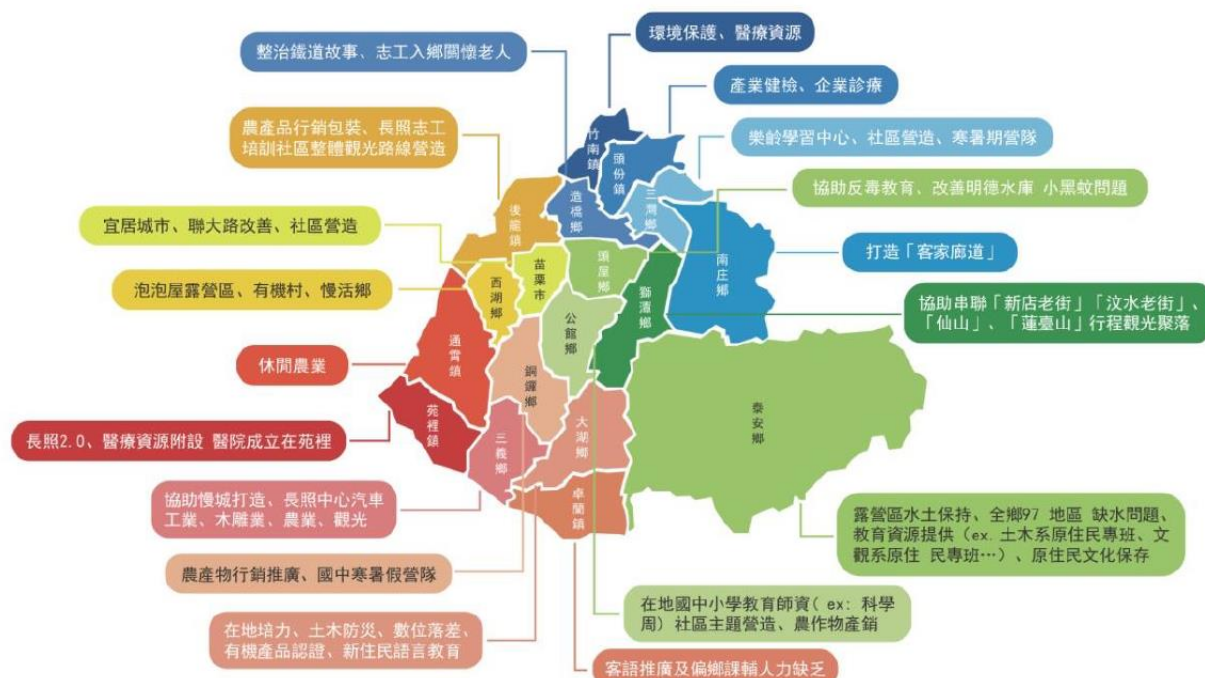 環境保護、醫療資源
整治鐵道故事、志工入鄉關懷老人
產業健檢、企業診療
農產品行銷包裝、長照志工
培訓社區整體觀光路線營造
樂齡學習中心、社區營造、寒暑期營隊
協助反毒教育、改善明德水庫 小黑蚊問題
宜居城市、聯大路改善、社區營造
打造「客家廊道」
泡泡屋露營區、有機村、慢活鄉
協助串聯「新店老街」「汶水老街」、
「仙山」、「蓮臺山」行程觀光聚落
休閒農業
長照2.0、醫療資源附設 醫院成立在苑裡
協助慢城打造、長照中心汽車
工業、木雕業、農業、觀光
露營區水土保持、全鄉97 地區 缺水問題、
教育資源提供（ex. 土木系原住民專班、文
觀系原住 民專班…）、原住民文化保存
農產物行銷推廣、國中寒暑假營隊
在地國中小學教育師資( ex: 科學
周）社區主題營造、農作物產銷
在地培力、土木防災、數位落差、
有機產品認證、新住民語言教育
客語推廣及偏鄉課輔人力缺乏
竹南鎮
頭份鎮
三灣鄉
造橋鄉
後龍鎮
苗栗市
頭屋鄉
南庄鄉
西湖鄉
獅潭鄉
公館鄉
通霄鎮
銅鑼鄉
泰安鄉
苑裡鎮
三義鄉
大湖鄉
卓蘭鎮